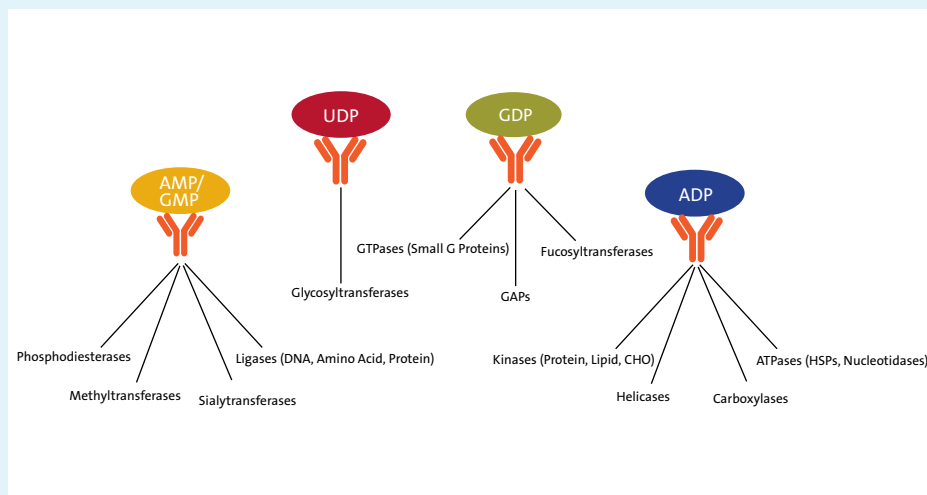 UDP
GDP
AMP/
GMP
ADP
GTPases (Small G Proteins)
Fucosyltransferases
Glycosyltransferases
GAPs
Phosphodiesterases
Ligases (DNA, Amino Acid, Protein)
Kinases (Protein, Lipid, CHO)
ATPases (HSPs, Nucleotidases)
Methyltransferases
Sialytransferases
Helicases
Carboxylases